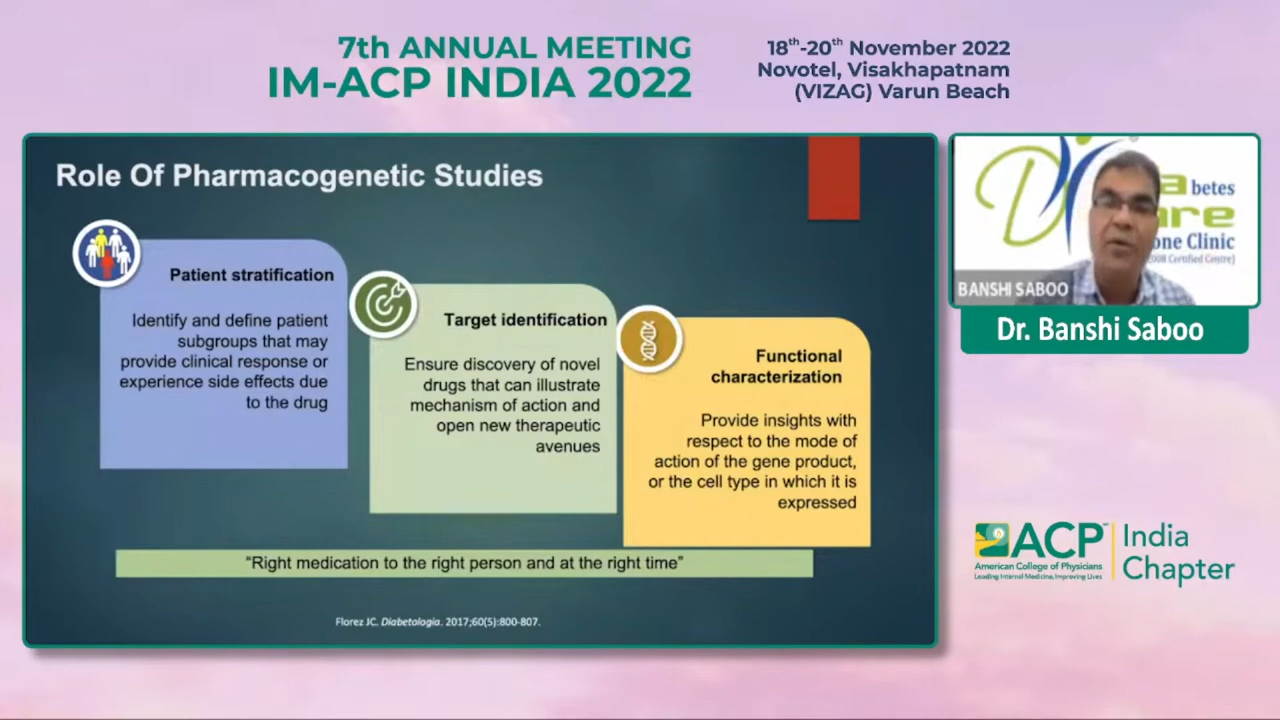 7th ANNUAL MEETING
IM-ACP INDIA 2022
18th-20th November 2022
Novotel, Visakhapatnam
(VIZAG) Varun Beach
Role Of Pharmacogenetic Studies
Patient stratification
Identify and define patient
subgroups that may
provide clinical response or
experience side effects due
to the drug
Target identification
Ensure discovery of novel
drugs that can illustrate
mechanism of action and
open new therapeutic
avenues
Functional
characterization
Provide insights with
respect to the mode of
action of the gene product,
or the cell type in which it is
expressed
“Right medication to the right person and at the right time”
Florez JC. Diabetologia. 2017;60(5):800-807.
betes
one Clinic
Certified Centre)
BANSHI SABOO
Dr. Banshi Saboo
ACP
American College of Physicians
Leading Internal Medicine, Improving Lives
India
Chapter